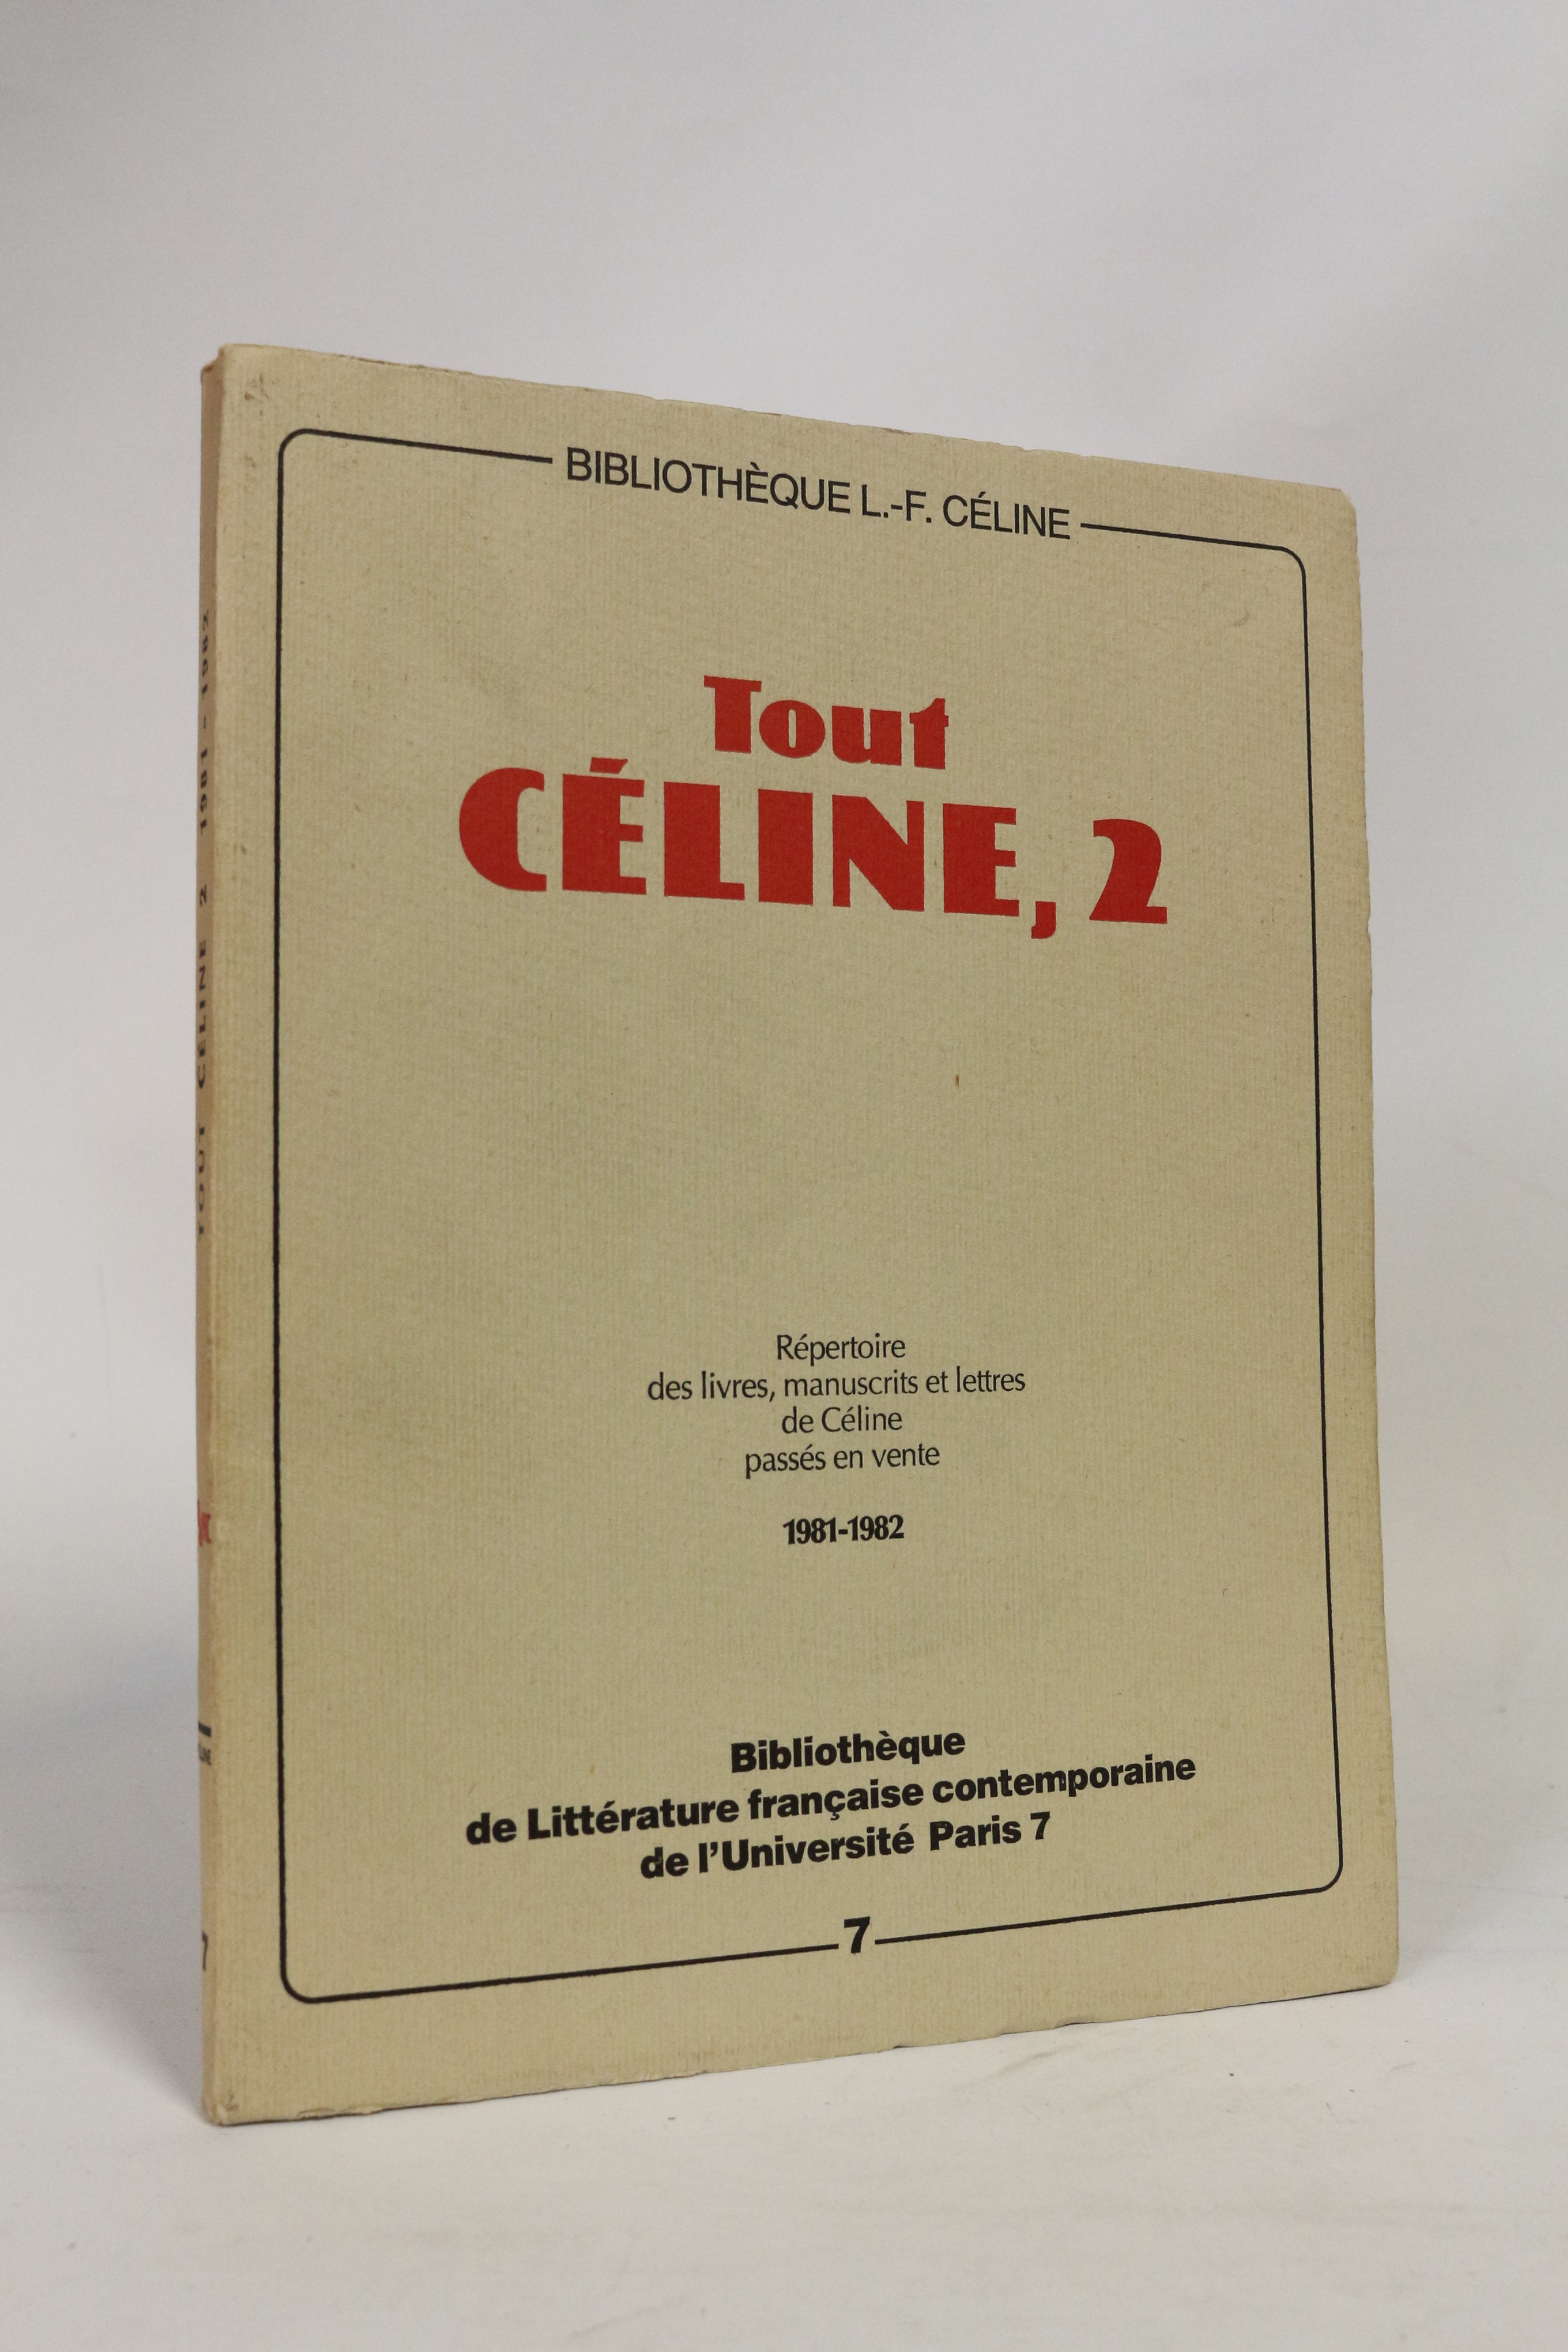 BIBLIOTHÈQUE L.-F. CÉLINE
Tout
CÉLINE, 2
Répertoire
des livres, manuscrits et lettres
de Céline
passés en vente
1981-1982
Bibliothèque
de Littérature française contemporaine
de l'Université Paris 7
7
TOUT CÉLINE 2 1981 - 1982
7